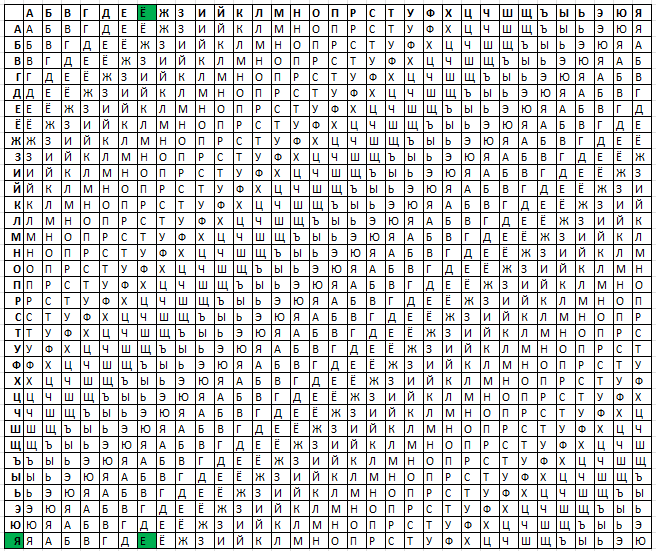 А Б В Г Д Е Ё Ж З И Й К Л М Н О П Р С Т У Ф Х Ц Ч Ш Щ Ъ Ы Ь Э Ю Я
А А Б В Г Д Е Ё Ж З И Й К Л М Н О П Р С Т У Ф Х Ц Ч Ш Щ Ъ Ы Ь Э Ю Я
Б Б В Г Д Е Ё Ж З И Й К Л М Н О П Р С Т У Ф Х Ц Ч Ш Щ Ъ Ы Ь Э Ю Я А
В В Г Д Е Ё Ж З И Й К Л М Н О П Р С Т У Ф Х Ц Ч Ш Щ Ъ Ы Ь Э Ю Я А Б
Г Г Д Е Ё Ж З И Й К Л М Н О П Р С Т У Ф Х Ц Ч Ш Щ Ъ Ы Ь Э Ю Я А Б В
Д Д Е Ё Ж З И Й К Л М Н О П Р С Т У Ф Х Ц Ч Ш Щ Ъ Ы Ь Э Ю Я А Б В Г
Е Е Ё Ж З И Й К Л М Н О П Р С Т У Ф Х Ц Ч Ш Щ Ъ Ы Ь Э Ю Я А Б В Г Д
Ё Ё Ж З И Й К Л М Н О П Р С Т У Ф Х Ц Ч Ш Щ Ъ Ы Ь Э Ю Я А Б В Г Д Е
Ж Ж З И Й К Л М Н О П Р С Т У Ф Х Ц Ч Ш Щ Ъ Ы Ь Э Ю Я А Б В Г Д Е Ё
З З И Й К Л М Н О П Р С Т У Ф Х Ц Ч Ш Щ Ъ Ы Ь Э Ю Я А Б В Г Д Е Ё Ж
И И Й К Л М Н О П Р С Т У Ф Х Ц Ч Ш Щ Ъ Ы Ь Э Ю Я А Б В Г Д Е Ё Ж З
Й Й К Л М Н О П Р С Т У Ф Х Ц Ч Ш Щ Ъ Ы Ь Э Ю Я А Б В Г Д Е Ё Ж З И
К К Л М Н О П Р С Т У Ф Х Ц Ч Ш Щ Ъ Ы Ь Э Ю Я А Б В Г Д Е Ё Ж З И Й
Л Л М Н О П Р С Т У Ф Х Ц Ч Ш Щ Ъ Ы Ь Э Ю Я А Б В Г Д Е Ё Ж З И Й К
М М Н О П Р С Т У Ф Х Ц Ч Ш Щ Ъ Ы Ь Э Ю Я А Б В Г Д Е Ё Ж З И Й К Л
Н Н О П Р С Т У Ф Х Ц Ч Ш Щ Ъ Ы Ь Э Ю Я А Б В Г Д Е Ё Ж З И Й К Л М
О О П Р С Т У Ф Х Ц Ч Ш Щ Ъ Ы Ь Э Ю Я А Б В Г Д Е Ё Ж З И Й К Л М Н
П П Р С Т У Ф Х Ц Ч Ш Щ Ъ Ы Ь Э Ю Я А Б В Г Д Е Ё Ж З И Й К Л М Н О
Р Р С Т У Ф Х Ц Ч Ш Щ Ъ Ы Ь Э Ю Я А Б В Г Д Е Ё Ж З И Й К Л М Н О П
С С Т У Ф Х Ц Ч Ш Щ Ъ Ы Ь Э Ю Я А Б В Г Д Е Ё Ж З И Й К Л М Н О П Р
Т Т У Ф Х Ц Ч Ш Щ Ъ Ы Ь Э Ю Я А Б В Г Д Е Ё Ж З И Й К Л М Н О П Р С
У У Ф Х Ц Ч Ш Щ Ъ Ы Ь Э Ю Я А Б В Г Д Е Ё Ж З И Й К Л М Н О П Р С Т
Ф Ф Х Ц Ч Ш Щ Ъ Ы Ь Э Ю Я А Б В Г Д Е Ё Ж З И Й К Л М Н О П Р С Т У
Х Х Ц Ч Ш Щ Ъ Ы Ь Э Ю Я А Б В Г Д Е Ё Ж З И Й К Л М Н О П Р С Т У Ф
Ц Ц Ч Ш Щ Ъ Ы Ь Э Ю Я А Б В Г Д Е Ё Ж З И Й К Л М Н О П Р С Т У Ф Х
Ч Ч Ш Щ Ъ Ы Ь Э Ю Я А Б В Г Д Е Ё Ж З И Й К Л М Н О П Р С Т У Ф Х Ц
Ш Ш Щ Ъ Ы Ь Э Ю Я А Б В Г Д Е Ё Ж З И Й К Л М Н О П Р С Т У Ф Х Ц Ч
Щ Щ Ъ Ы Ь Э Ю Я А Б В Г Д Е Ё Ж З И Й К Л М Н О П Р С Т У Ф Х Ц Ч Ш
Ъ Ъ Ы Ь Э Ю Я А Б В Г Д Е Ё Ж З И Й К Л М Н О П Р С Т У Ф Х Ц Ч Ш Щ
Ы Ы Ь Э Ю Я А Б В Г Д Е Ё Ж З И Й К Л М Н О П Р С Т У Ф Х Ц Ч Ш Щ Ъ
Ь Ь Э Ю Я А Б В Г Д Е Ё Ж З И Й К Л М Н О П Р С Т У Ф Х Ц Ч Ш Щ Ъ Ы
Э Э Ю Я А Б В Г Д Е Ё Ж З И Й К Л М Н О П Р С Т У Ф Х Ц Ч Ш Щ Ъ Ы Ь
Ю Ю Я А Б В Г Д Е Ё Ж З И Й К Л М Н О П Р С Т У Ф Х Ц Ч Ш Щ Ъ Ы Ь Э
Я Я А Б В Г Д Е Ё Ж З И Й К Л М Н О П Р С Т У Ф Х Ц Ч Ш Щ Ъ Ы Ь Э Ю